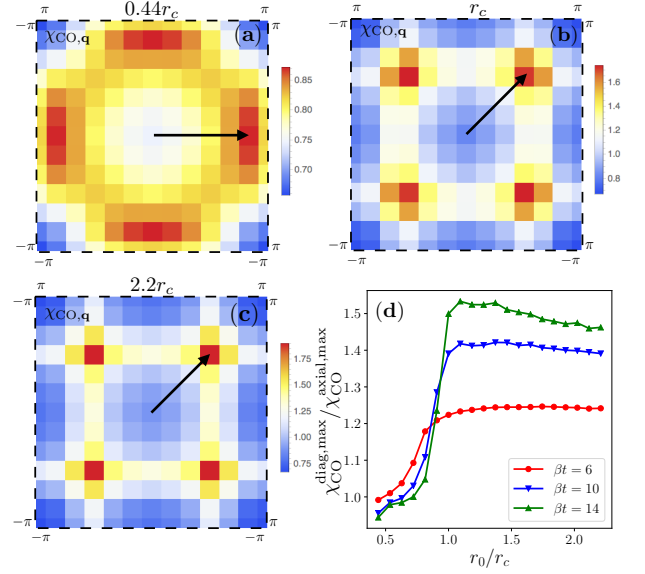 0.44r_c
χ_CO,q
(a)
−π
π
π
−π
−π
π
0.85
0.80
0.75
0.70
r_c
χ_CO,q
(b)
−π
π
π
−π
−π
π
1.6
1.4
1.2
1.0
0.8
2.2r_c
χ_CO,q
(c)
−π
π
π
−π
−π
π
1.75
1.50
1.25
1.00
0.75
(d)
χ_CO^diag,max/χ_CO^axial,max
1.5
1.4
1.3
1.2
1.1
1.0
βt = 6
βt = 10
βt = 14
0.5 1.0 1.5 2.0
r_0/r_c